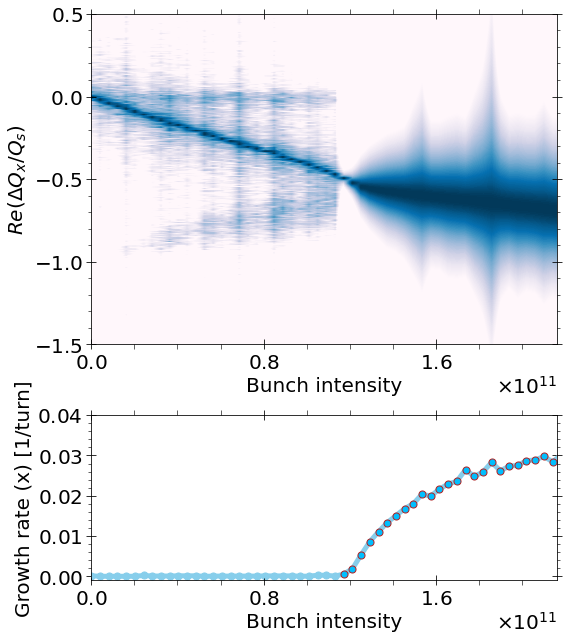 0.5
0.0
−0.5
−1.0
−1.5
Re(ΔQx/Qs)
0.0 0.8 1.6
Bunch intensity ×10¹¹
0.04
0.03
0.02
0.01
0.00
Growth rate (x) [1/turn]
0.0 0.8 1.6
Bunch intensity ×10¹¹